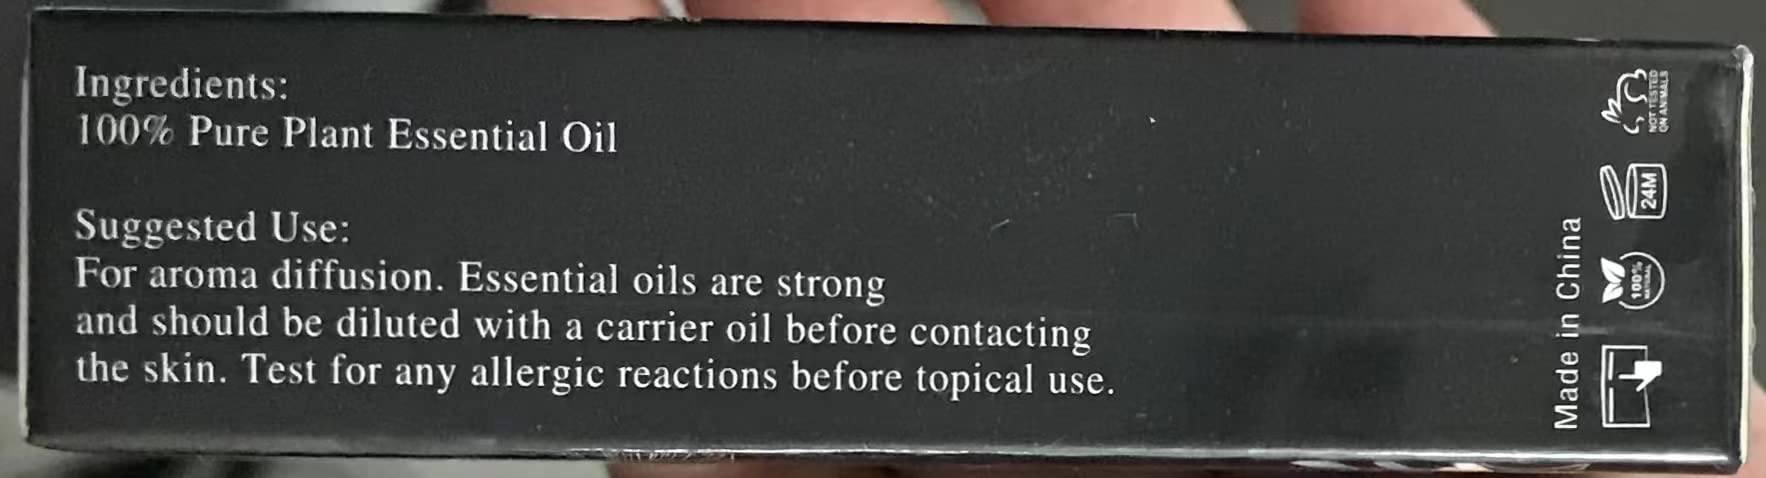 Ingredients:
100% Pure Plant Essential Oil
Suggested Use:
For aroma diffusion. Essential oils are strong
and should be diluted with a carrier oil before contacting
the skin. Test for any allergic reactions before topical use.
Made in China
NOT TESTED
ON ANIMALS
24M
100%
NATURAL